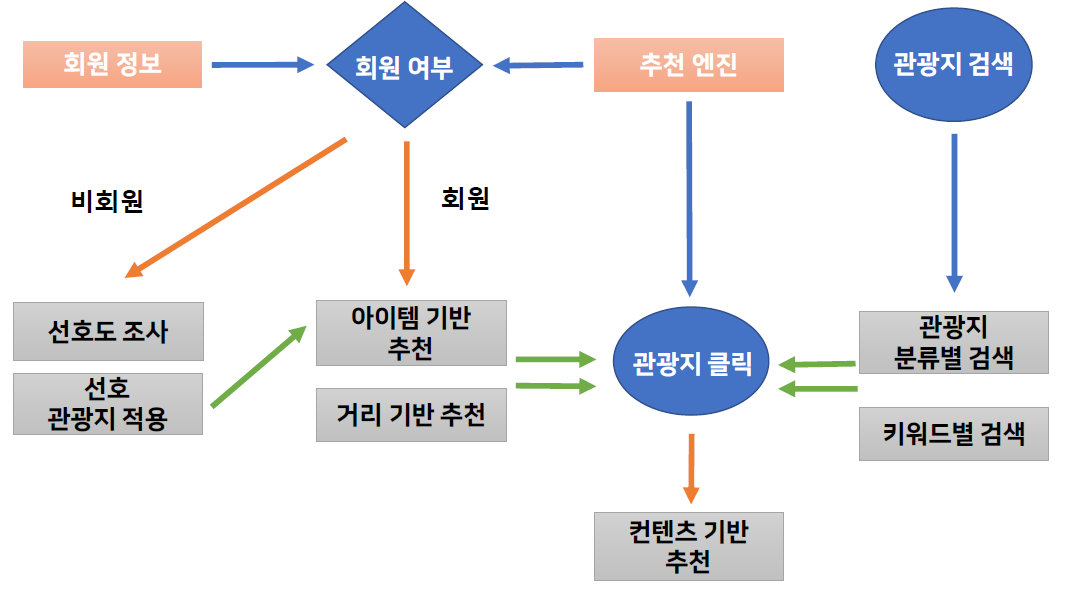 회원 정보
회원 여부
추천 엔진
관광지 검색
비회원
회원
선호도 조사
선호
관광지 적용
아이템 기반
추천
거리 기반 추천
관광지 클릭
관광지
분류별 검색
키워드별 검색
컨텐츠 기반
추천